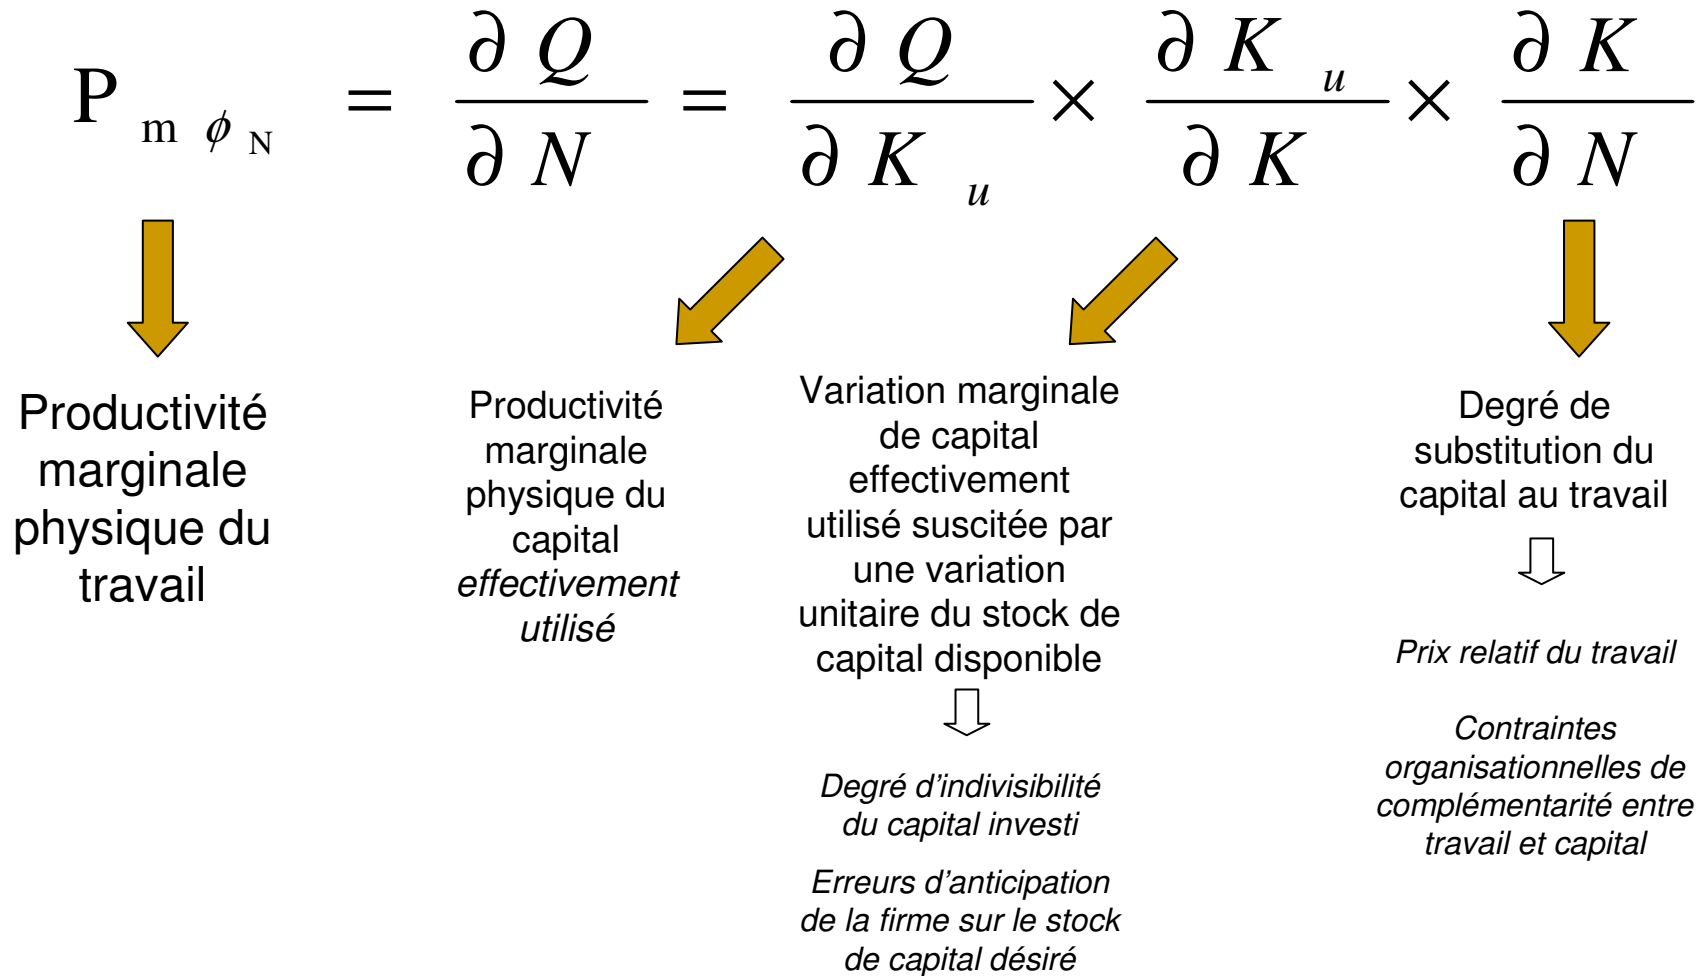 P m ϕ N = ∂ Q / ∂ N = ∂ Q / ∂ K u × ∂ K u / ∂ K × ∂ K / ∂ N
Productivité
marginale
physique du
travail
Productivité
marginale
physique du
capital
effectivement
utilisé
Variation marginale
de capital
effectivement
utilisé suscitée par
une variation
unitaire du stock de
capital disponible
Degré d’indivisibilité
du capital investi
Erreurs d’anticipation
de la firme sur le stock
de capital désiré
Degré de
substitution du
capital au travail
Prix relatif du travail
Contraintes
organisationnelles de
complémentarité entre
travail et capital